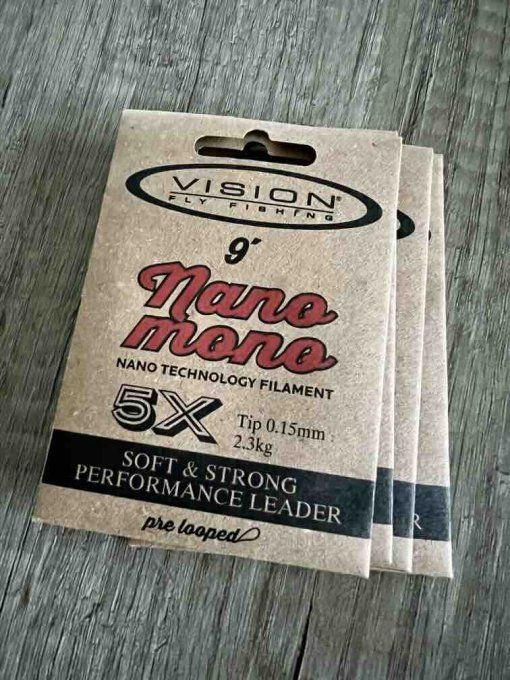 VISION®
FLY FISHING
9'
Nano
mono
NANO TECHNOLOGY FILAMENT
5X
Tip 0.15mm
2.3kg
SOFT & STRONG
PERFORMANCE LEADER
pre looped
R